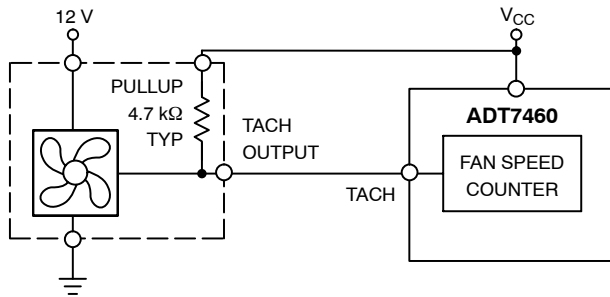 12 V
VCC
PULLUP
4.7 kΩ
TYP
TACH
OUTPUT
TACH
ADT7460
FAN SPEED
COUNTER